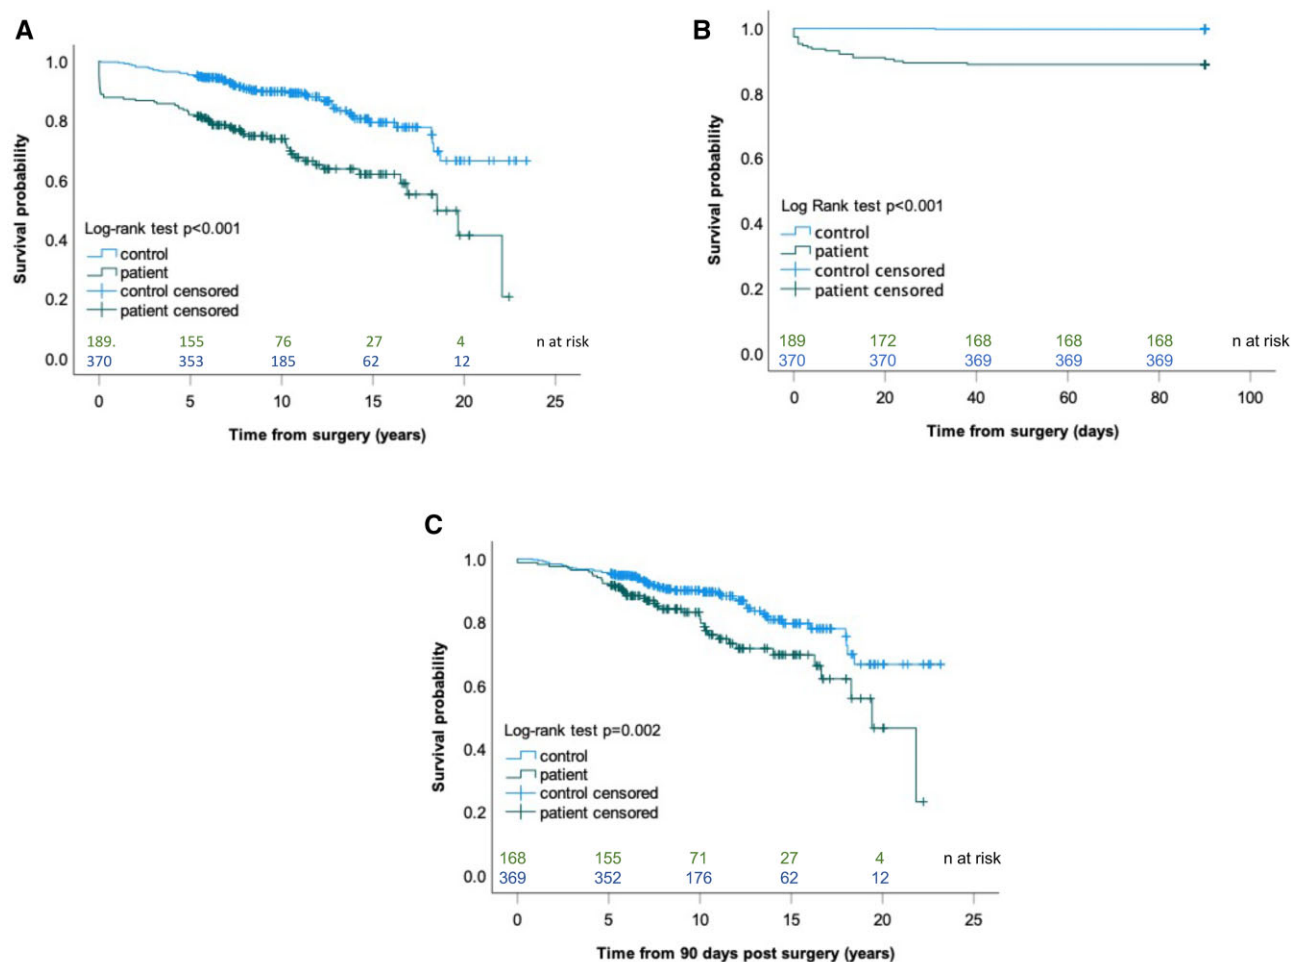 A
1.0
0.8
0.6
0.4
0.2
0.0
Survival probability
Log-rank test p<0.001
control
patient
control censored
patient censored
189. 155 76 27 4 n at risk
370 353 185 62 12
0 5 10 15 20 25
Time from surgery (years)
B
1.0
0.8
0.6
0.4
0.2
0.0
Survival probability
Log Rank test p<0.001
control
patient
control censored
patient censored
189 172 168 168 168 n at risk
370 370 369 369 369
0 20 40 60 80 100
Time from surgery (days)
C
1.0
0.8
0.6
0.4
0.2
0.0
Survival probability
Log-rank test p=0.002
control
patient
control censored
patient censored
168 155 71 27 4 n at risk
369 352 176 62 12
0 5 10 15 20 25
Time from 90 days post surgery (years)